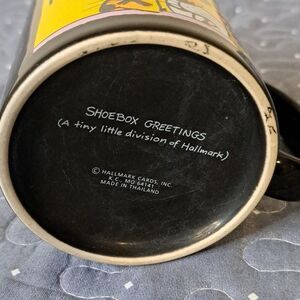 SHOEBOX GREETINGS
(A tiny little division of Hallmark)
© HALLMARK CARDS, INC.
K.C., MO 64141
MADE IN THAILAND